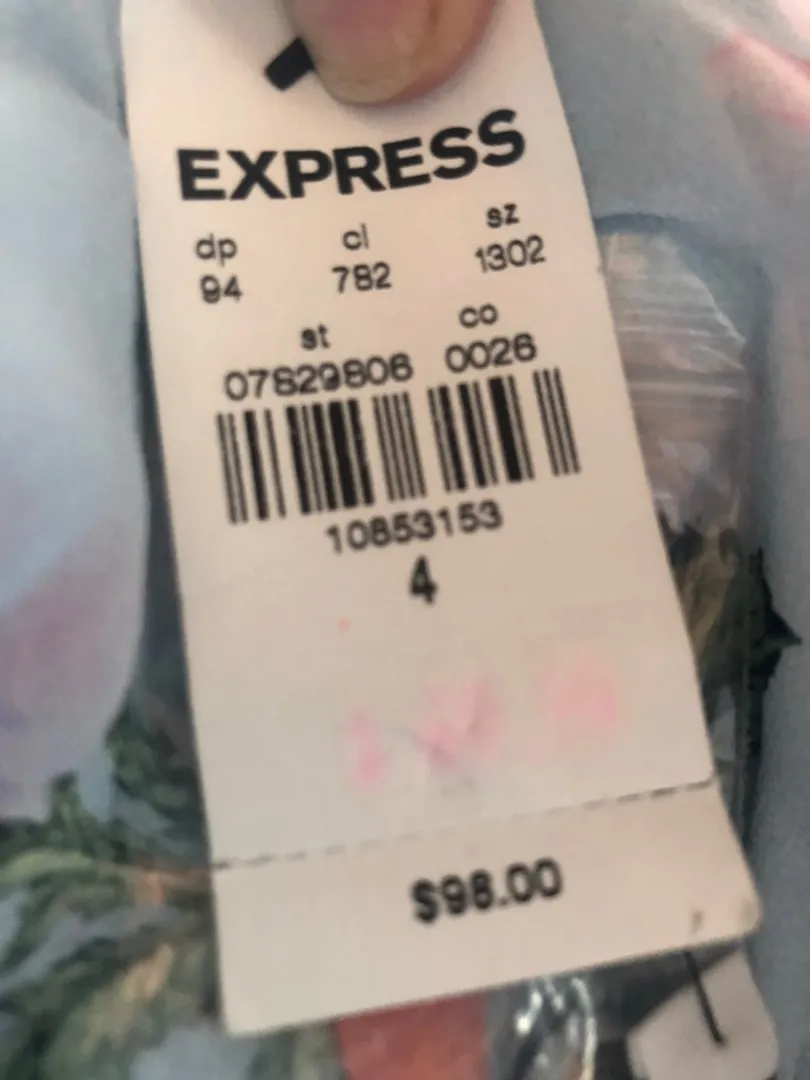 EXPRESS
dp cl sz
94 782 1302
st co
07829806 0026
10853153
4
$98.00